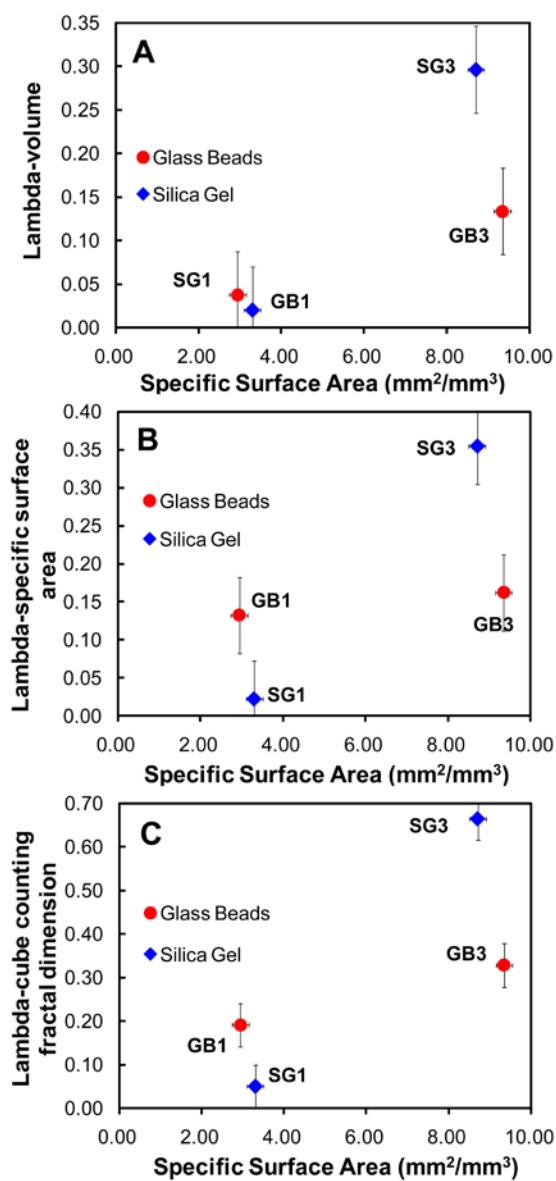 A
0.35
0.30
0.25
0.20
0.15
0.10
0.05
0.00
Lambda-volume
SG3
Glass Beads
Silica Gel
GB3
SG1
GB1
0.00 2.00 4.00 6.00 8.00 10.00
Specific Surface Area (mm²/mm³)
B
0.40
0.35
0.30
0.25
0.20
0.15
0.10
0.05
0.00
Lambda-specific surface
area
SG3
Glass Beads
Silica Gel
GB1
GB3
SG1
0.00 2.00 4.00 6.00 8.00 10.00
Specific Surface Area (mm²/mm³)
C
0.70
0.60
0.50
0.40
0.30
0.20
0.10
0.00
Lambda-cube counting
fractal dimension
SG3
Glass Beads
Silica Gel
GB3
GB1
SG1
0.00 2.00 4.00 6.00 8.00 10.00
Specific Surface Area (mm²/mm³)